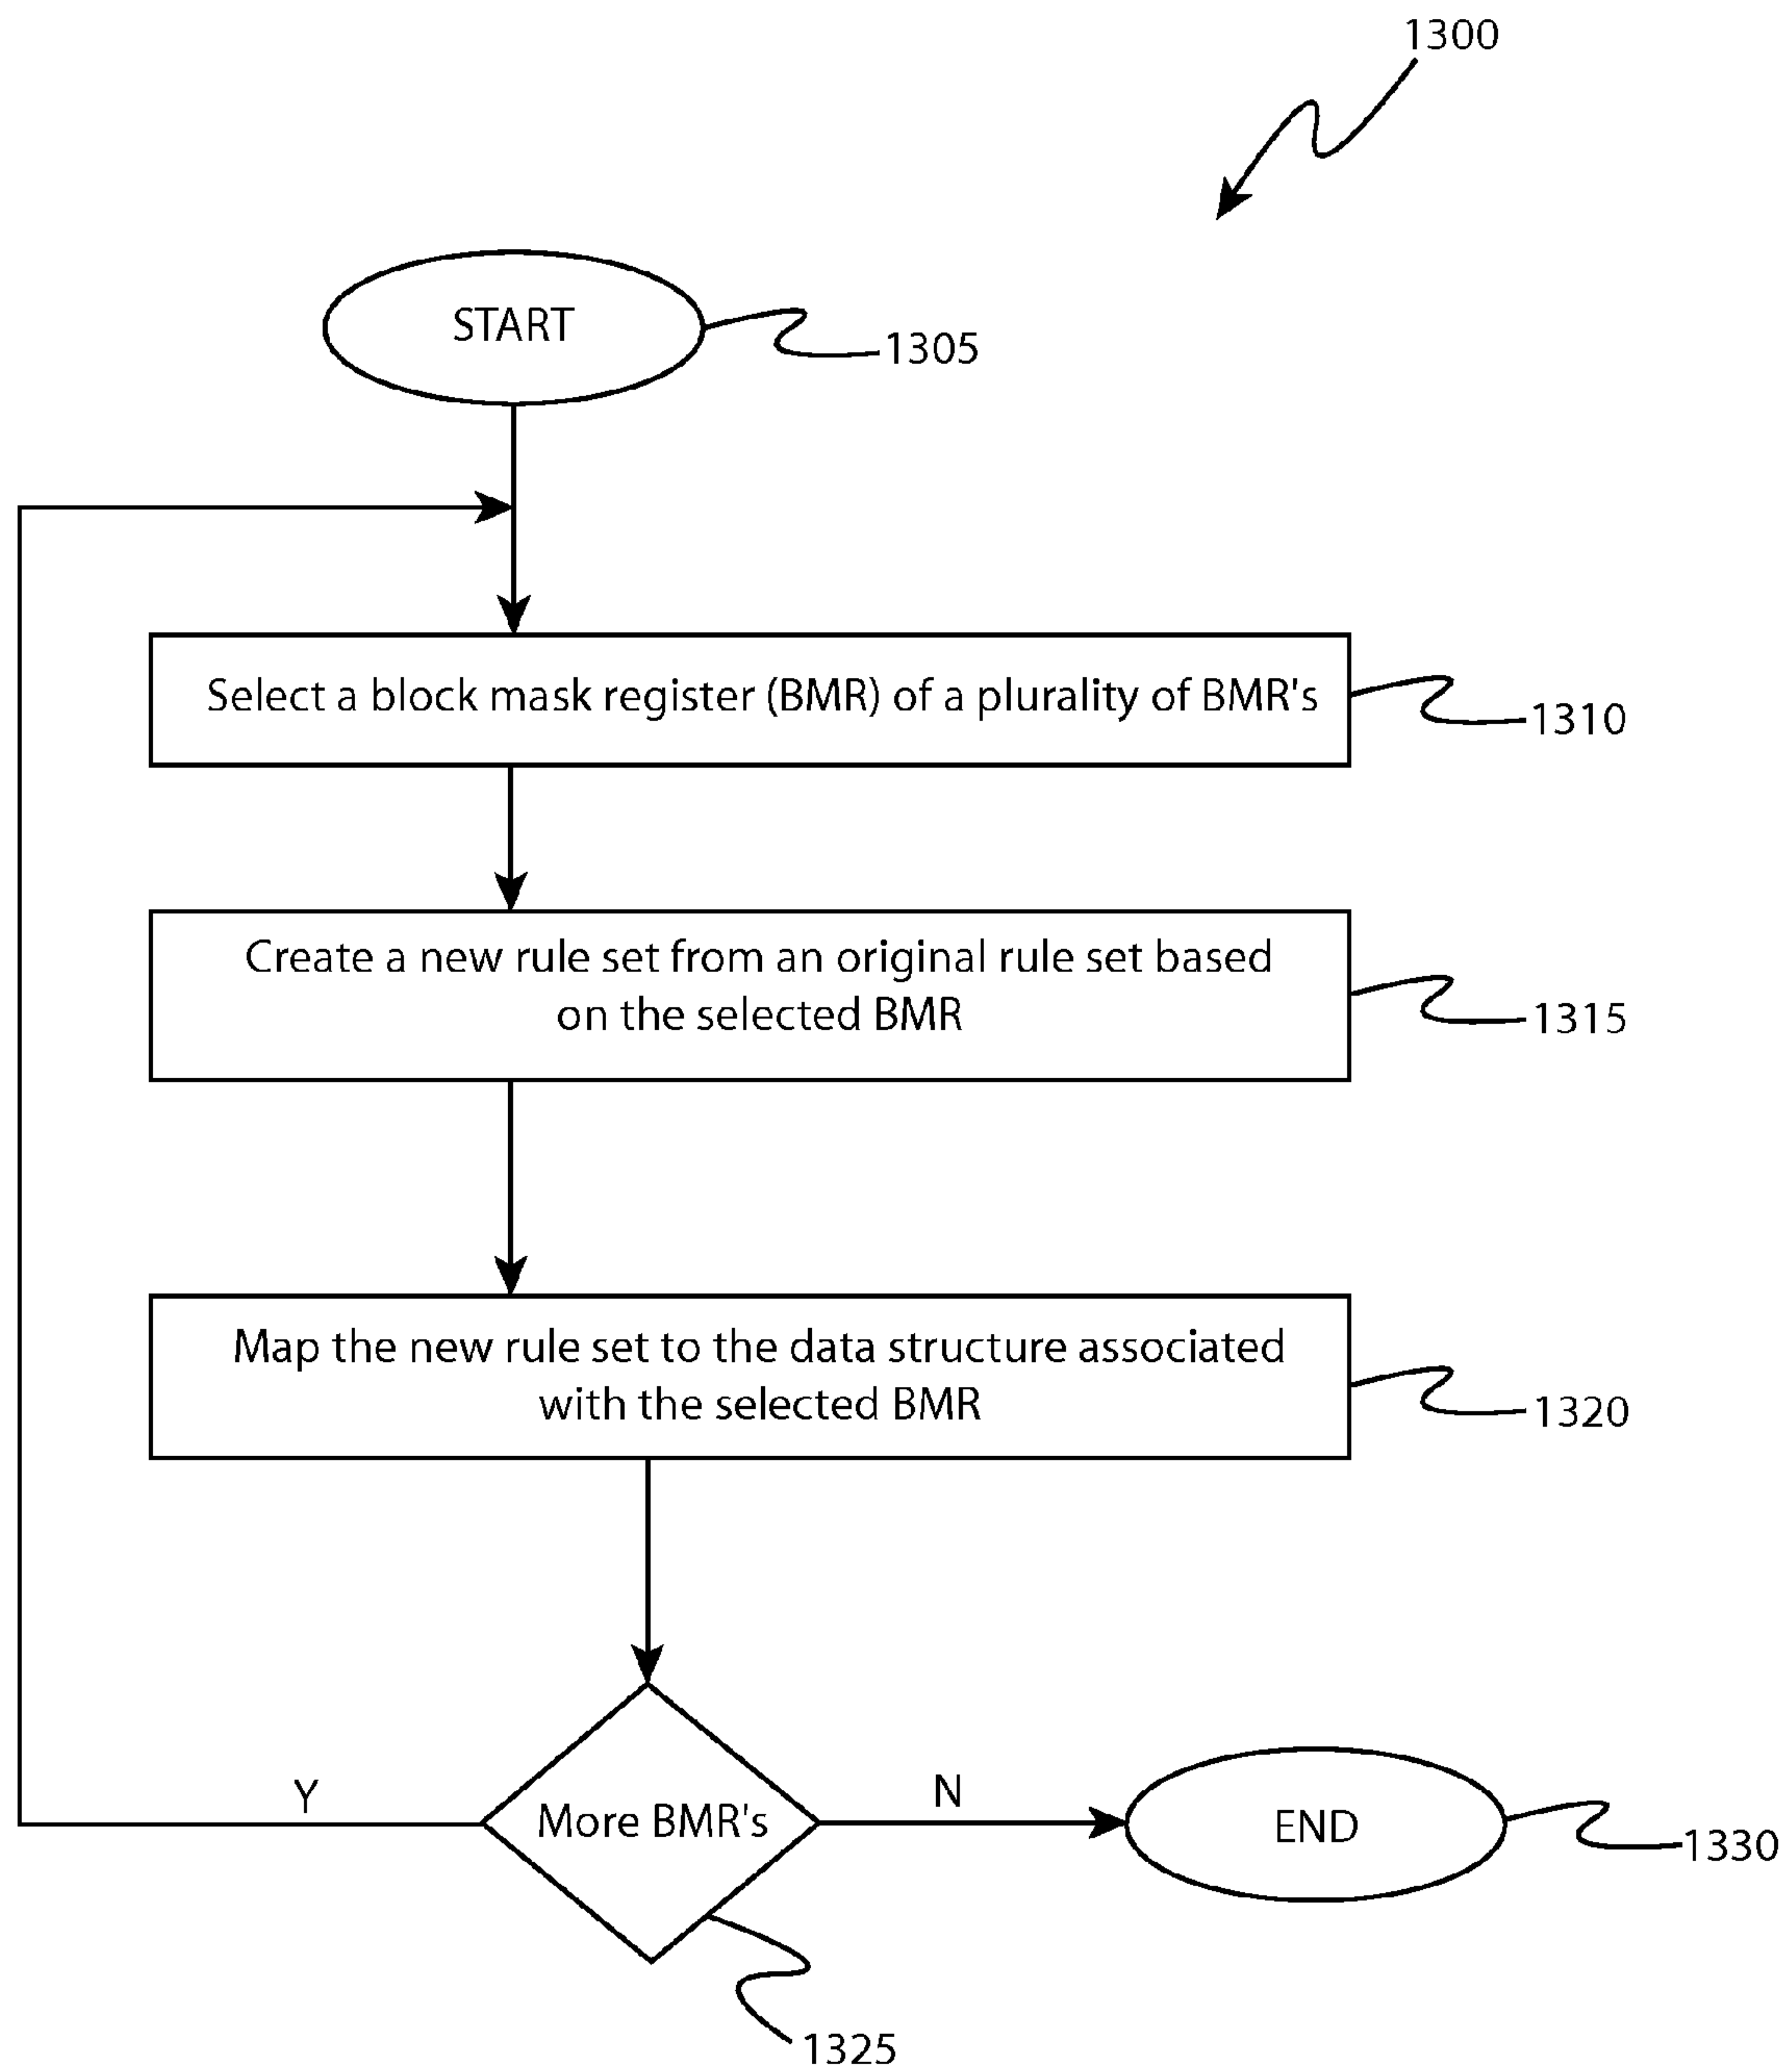 1300
START
1305
Select a block mask register (BMR) of a plurality of BMR's
1310
Create a new rule set from an original rule set based
on the selected BMR
1315
Map the new rule set to the data structure associated
with the selected BMR
1320
Y
More BMR's
N
END
1330
1325